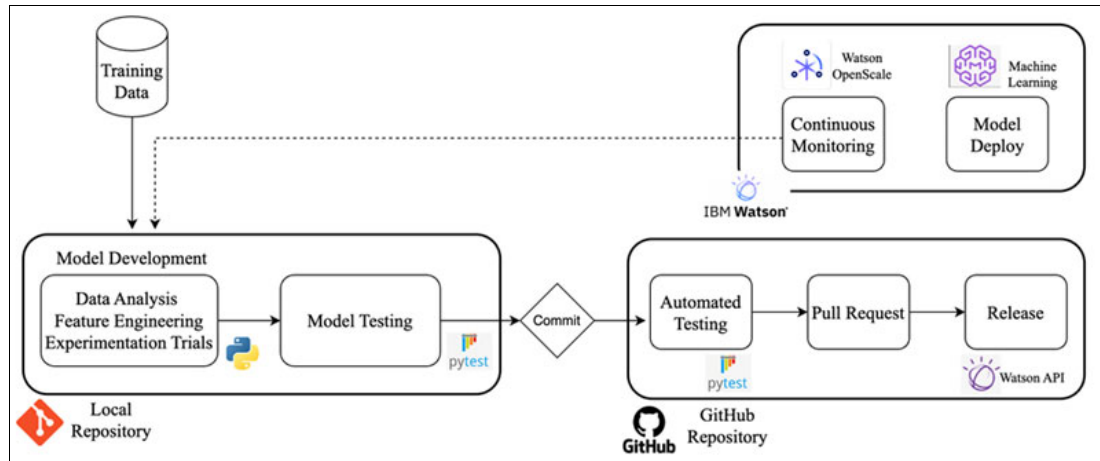 Training
Data
Watson
OpenScale
Machine
Learning
Continuous
Monitoring
Model
Deploy
IBM Watson
Model Development
Data Analysis
Feature Engineering
Experimentation Trials
Model Testing
pytest
Commit
Automated
Testing
pytest
Pull Request
Release
Watson API
Local
Repository
GitHub
GitHub
Repository